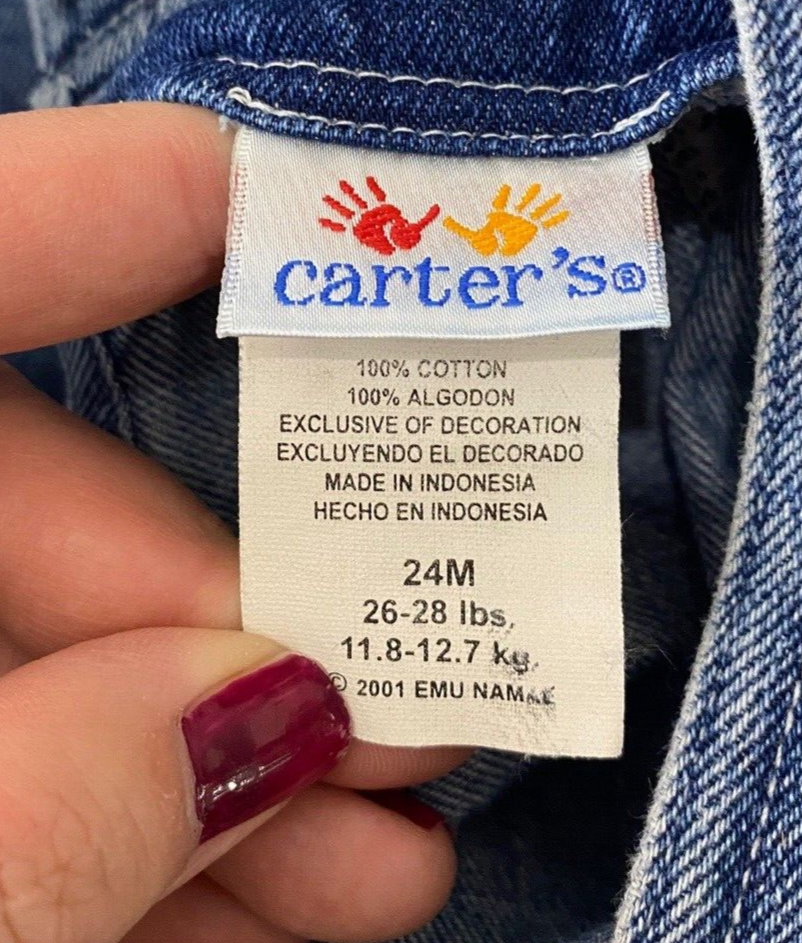 carter's®
100% COTTON
100% ALGODON
EXCLUSIVE OF DECORATION
EXCLUYENDO EL DECORADO
MADE IN INDONESIA
HECHO EN INDONESIA
24M
26-28 lbs.
11.8-12.7 kg.
© 2001 EMU